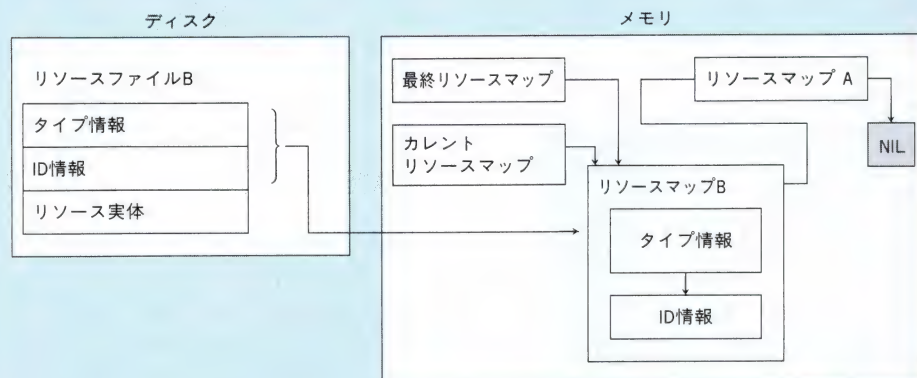 ディスク
リソースファイルB
タイプ情報
ID情報
リソース実体
メモリ
最終リソースマップ
カレント
リソースマップ
リソースマップ A
NIL
リソースマップB
タイプ情報
ID情報